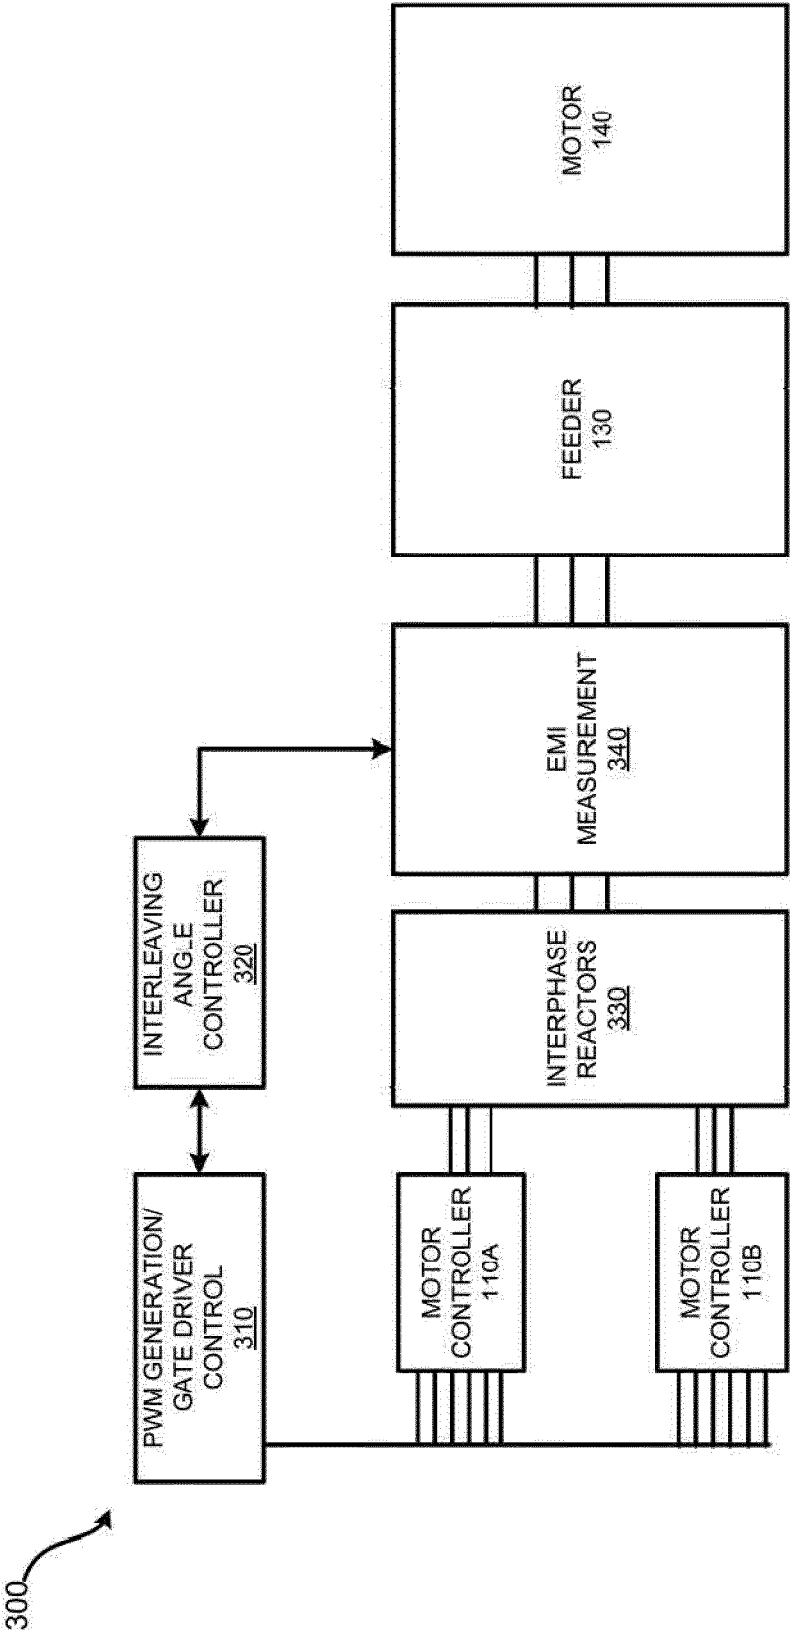 300
PWM GENERATION/
GATE DRIVER
CONTROL
310
INTERLEAVING
ANGLE
CONTROLLER
320
MOTOR
CONTROLLER
110A
MOTOR
CONTROLLER
110B
INTERPHASE
REACTORS
330
EMI
MEASUREMENT
340
FEEDER
130
MOTOR
140